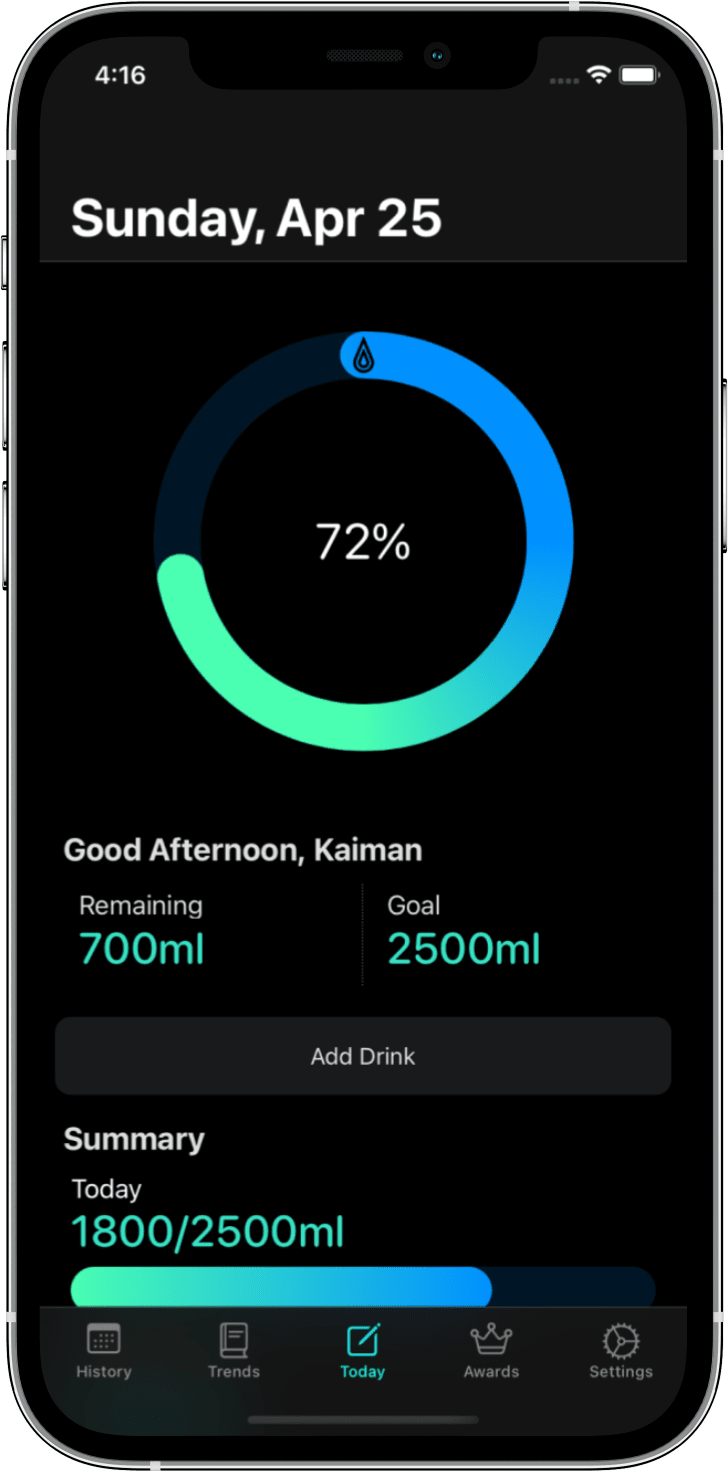 4:16
Sunday, Apr 25
72%
Good Afternoon, Kaiman
Remaining
700ml
Goal
2500ml
Add Drink
Summary
Today
1800/2500ml
History
Trends
Today
Awards
Settings